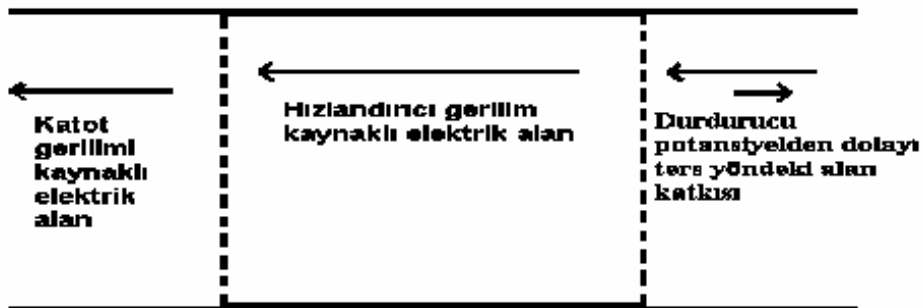 Katot
gerilimi
kaynaklı
elektrik
alan
Hızlandırıcı gerilim
kaynaklı elektrik alan
Durdurucu
potansiyelden dolayı
ters yöndeki alan
katkısı